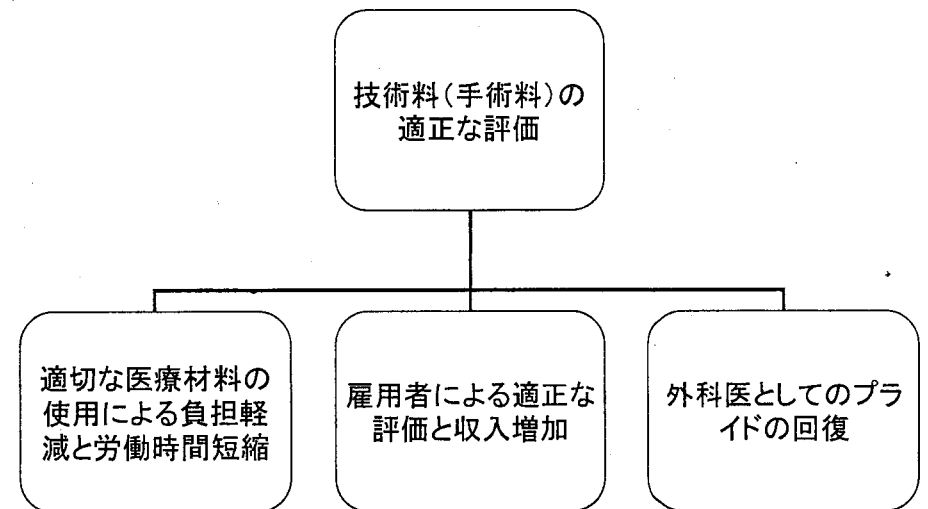 技術料(手術料)の
適正な評価
適切な医療材料の
使用による負担軽
減と労働時間短縮
雇用者による適正な
評価と収入増加
外科医としてのプラ
イドの回復